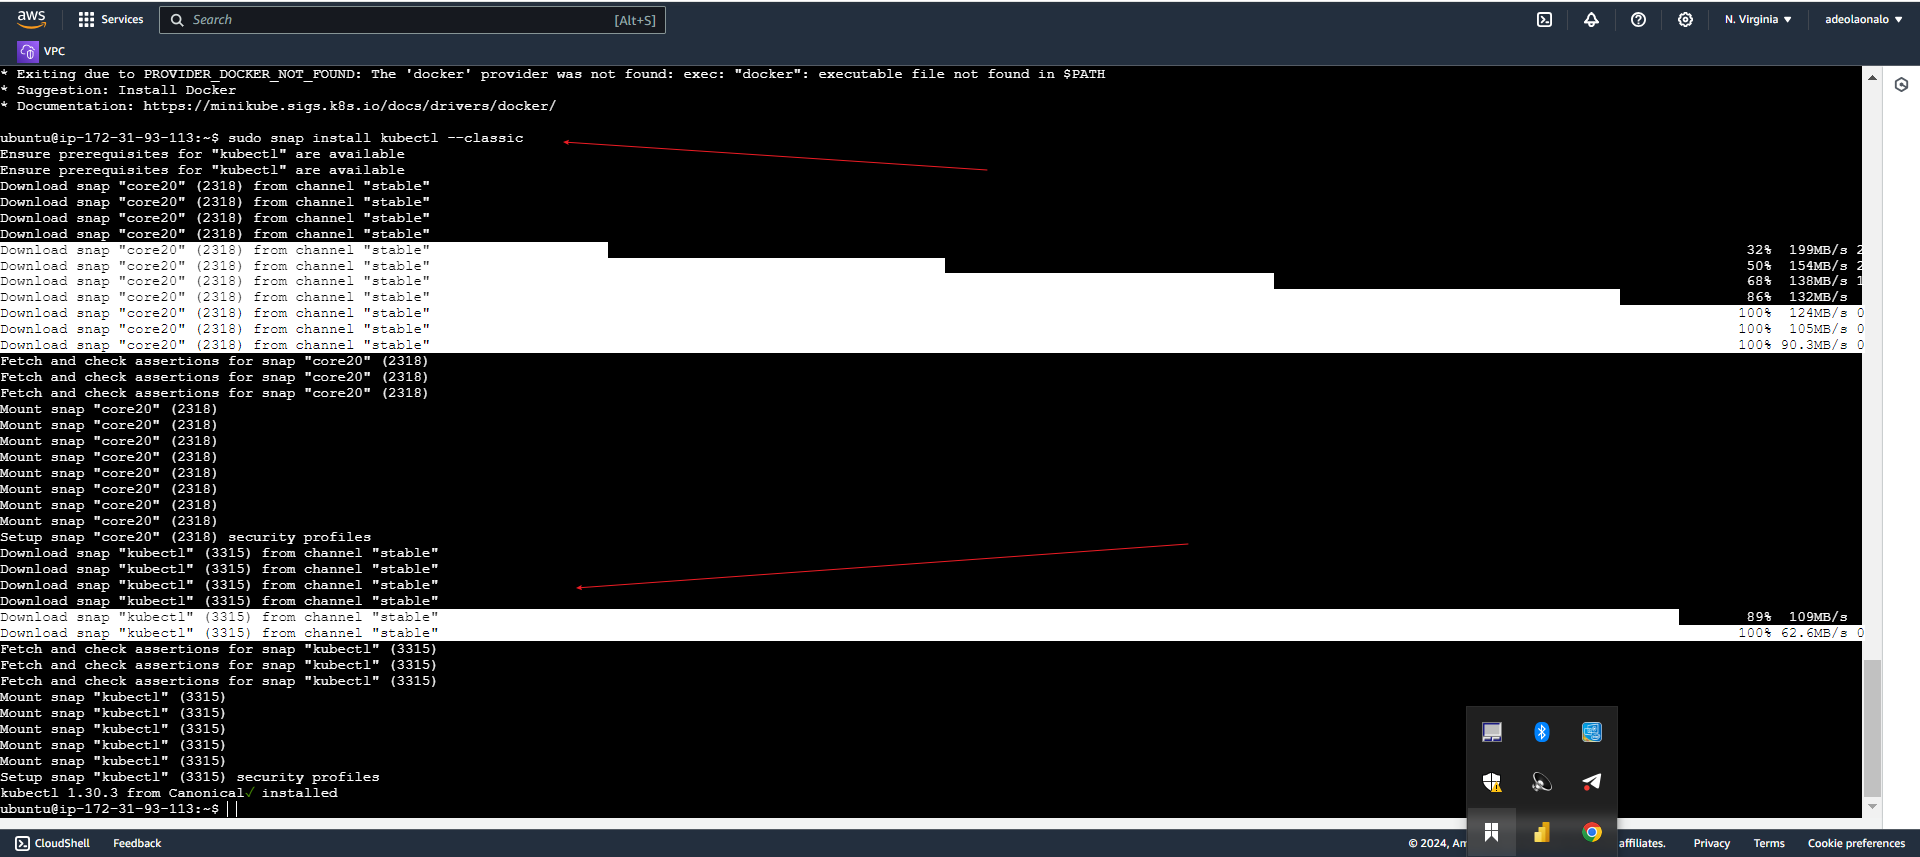 aws
Services
Search
[Alt+S]
N. Virginia
adeolaonalo
VPC
* Exiting due to PROVIDER_DOCKER_NOT_FOUND: The 'docker' provider was not found: exec: "docker": executable file not found in $PATH
* Suggestion: Install Docker
* Documentation: https://minikube.sigs.k8s.io/docs/drivers/docker/
ubuntu@ip-172-31-93-113:~$ sudo snap install kubectl --classic
Ensure prerequisites for "kubectl" are available
Ensure prerequisites for "kubectl" are available
Download snap "core20" (2318) from channel "stable"
Download snap "core20" (2318) from channel "stable"
Download snap "core20" (2318) from channel "stable"
Download snap "core20" (2318) from channel "stable"
Download snap "core20" (2318) from channel "stable" 32% 199MB/s 2
Download snap "core20" (2318) from channel "stable" 50% 154MB/s 2
Download snap "core20" (2318) from channel "stable" 68% 138MB/s 1
Download snap "core20" (2318) from channel "stable" 86% 132MB/s
Download snap "core20" (2318) from channel "stable" 100% 124MB/s 0
Download snap "core20" (2318) from channel "stable" 100% 105MB/s 0
Download snap "core20" (2318) from channel "stable" 100% 90.3MB/s 0
Fetch and check assertions for snap "core20" (2318)
Fetch and check assertions for snap "core20" (2318)
Fetch and check assertions for snap "core20" (2318)
Mount snap "core20" (2318)
Mount snap "core20" (2318)
Mount snap "core20" (2318)
Mount snap "core20" (2318)
Mount snap "core20" (2318)
Mount snap "core20" (2318)
Mount snap "core20" (2318)
Mount snap "core20" (2318)
Setup snap "core20" (2318) security profiles
Download snap "kubectl" (3315) from channel "stable"
Download snap "kubectl" (3315) from channel "stable"
Download snap "kubectl" (3315) from channel "stable"
Download snap "kubectl" (3315) from channel "stable"
Download snap "kubectl" (3315) from channel "stable" 89% 109MB/s
Download snap "kubectl" (3315) from channel "stable" 100% 62.6MB/s 0
Fetch and check assertions for snap "kubectl" (3315)
Fetch and check assertions for snap "kubectl" (3315)
Fetch and check assertions for snap "kubectl" (3315)
Mount snap "kubectl" (3315)
Mount snap "kubectl" (3315)
Mount snap "kubectl" (3315)
Mount snap "kubectl" (3315)
Mount snap "kubectl" (3315)
Setup snap "kubectl" (3315) security profiles
kubectl 1.30.3 from Canonical✓ installed
ubuntu@ip-172-31-93-113:~$
CloudShell
Feedback
© 2024, Am
affiliates.
Privacy
Terms
Cookie preferences